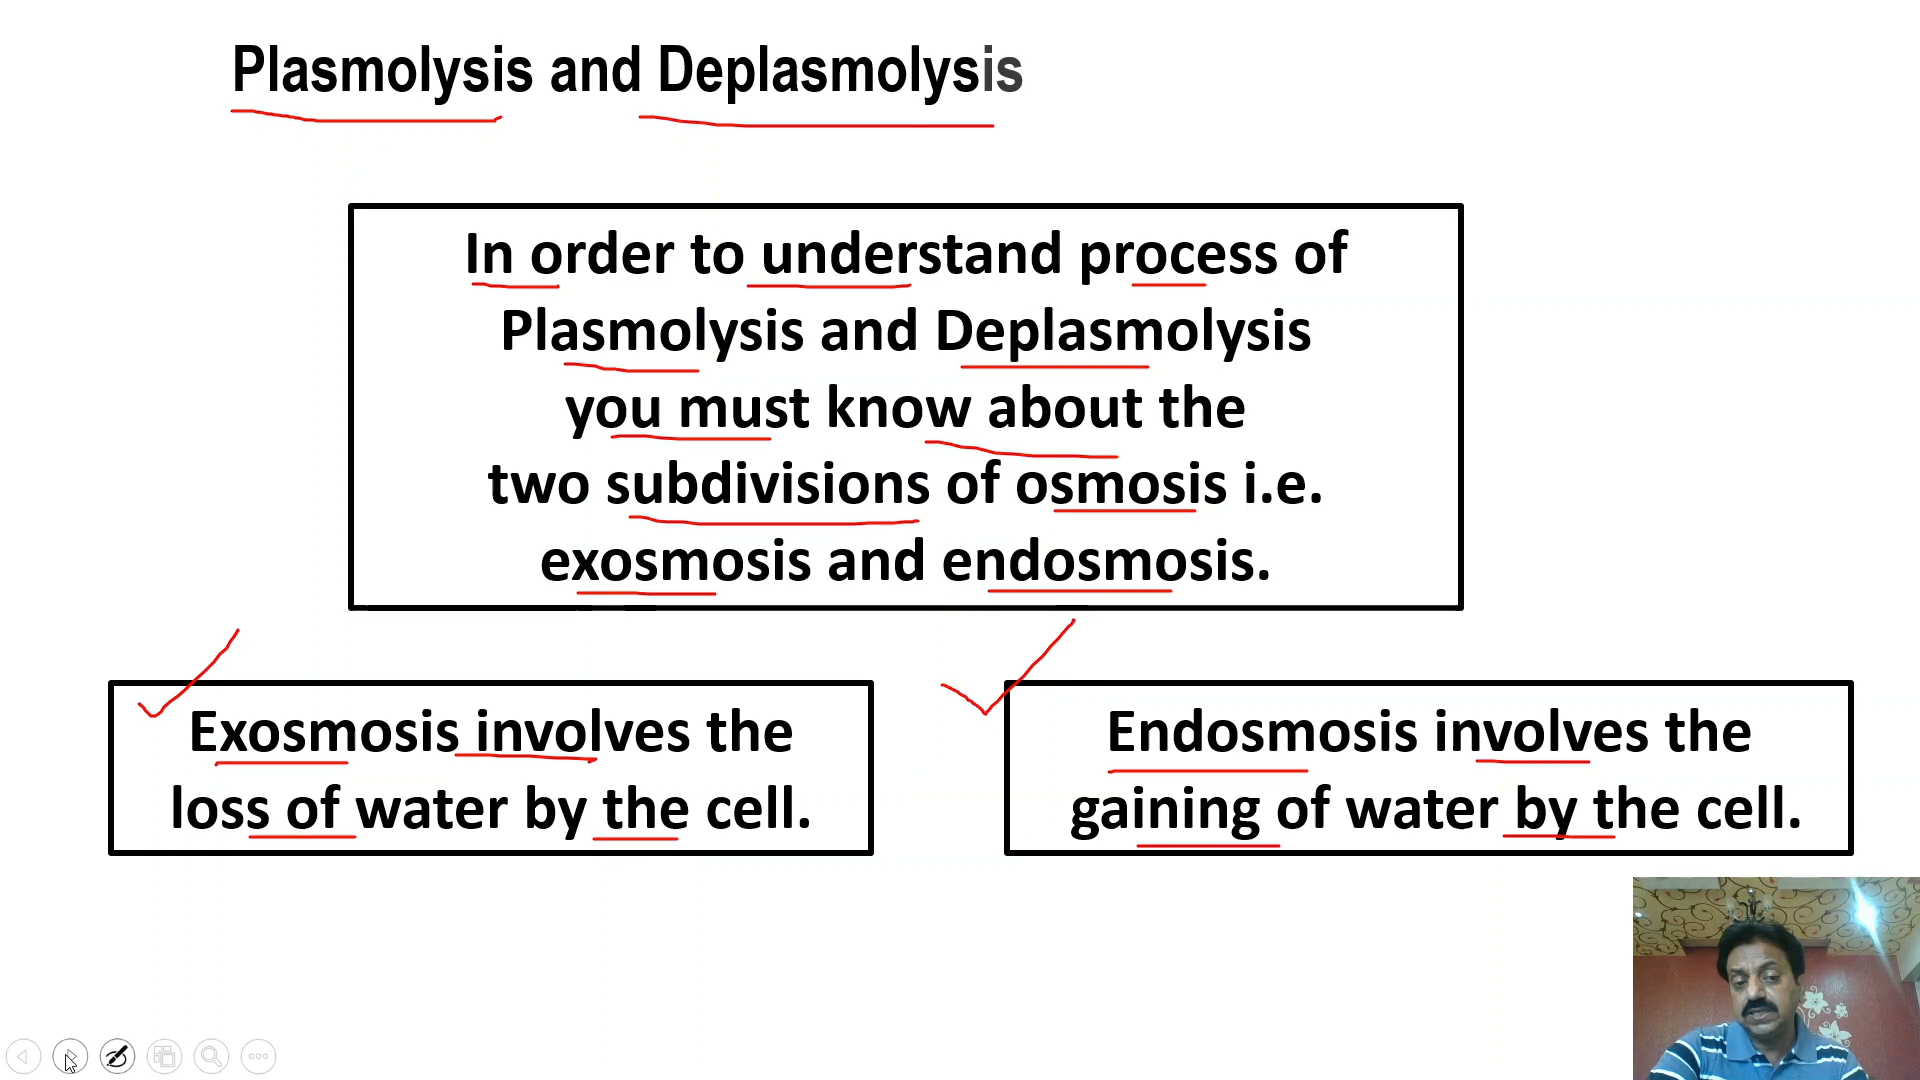 Plasmolysis and Deplasmolysis
In order to understand process of
Plasmolysis and Deplasmolysis
you must know about the
two subdivisions of osmosis i.e.
exosmosis and endosmosis.
Exosmosis involves the
loss of water by the cell.
Endosmosis involves the
gaining of water by the cell.